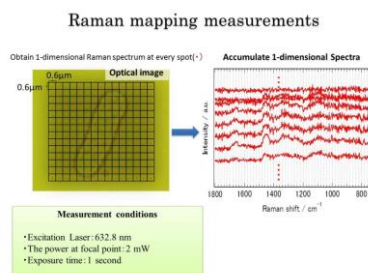 Raman mapping measurements
Obtain 1-dimensional Raman spectrum at every spot(・)
Accumulate 1-dimensional Spectra
0.6μm
Optical image
0.6μm
Intensity / a.u.
1800 1600 1400 1200 1000 800
Raman shift / cm⁻¹
Measurement conditions
・Excitation Laser:632.8 nm
・The power at focal point:2 mW
・Exposure time:1 second